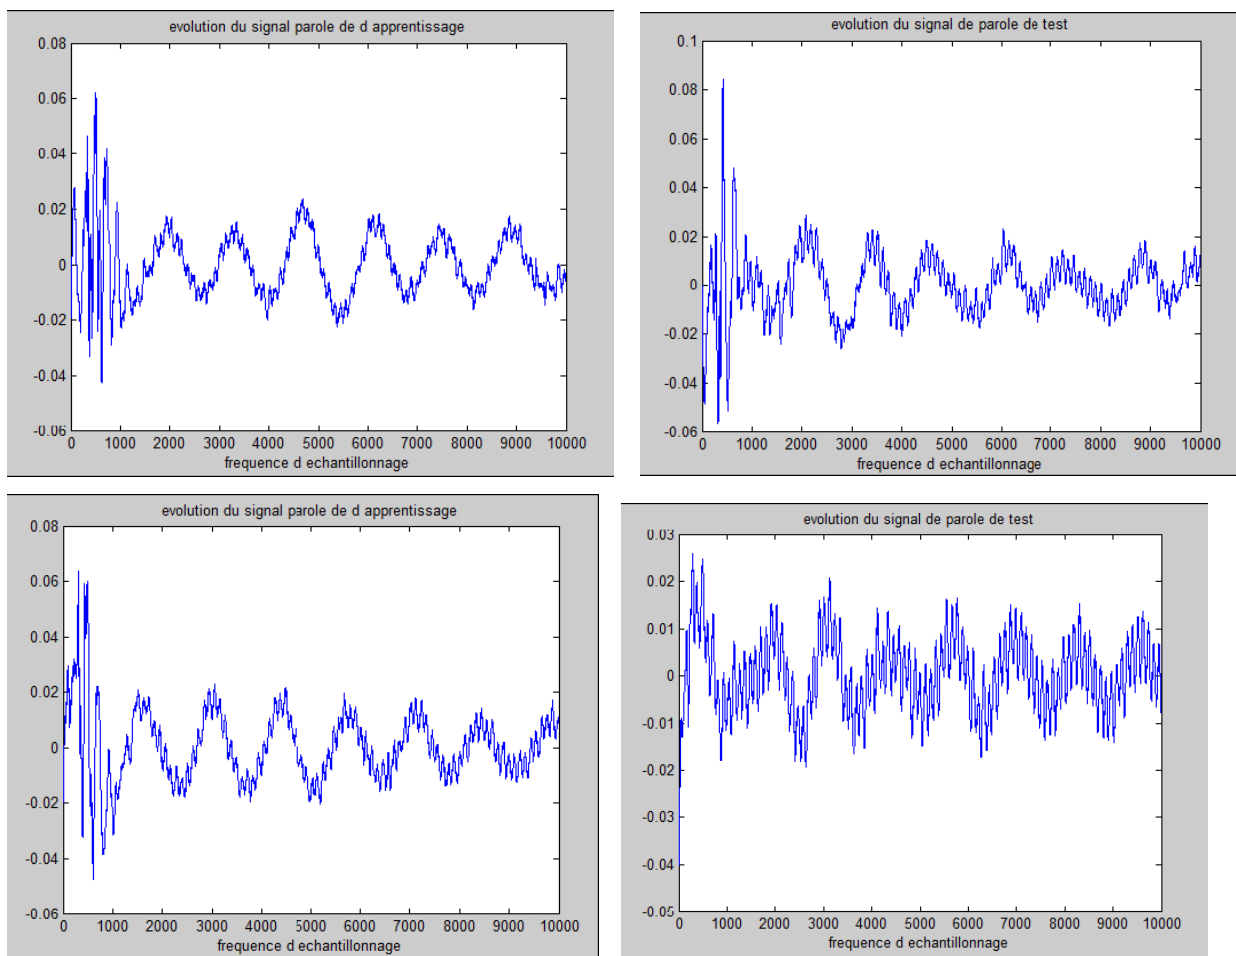 evolution du signal parole de d apprentissage
0.08
0.06
0.04
0.02
0
-0.02
-0.04
-0.06
0 1000 2000 3000 4000 5000 6000 7000 8000 9000 10000
frequence d echantillonnage
evolution du signal de parole de test
0.1
0.08
0.06
0.04
0.02
0
-0.02
-0.04
-0.06
0 1000 2000 3000 4000 5000 6000 7000 8000 9000 10000
frequence d echantillonnage
evolution du signal parole de d apprentissage
0.08
0.06
0.04
0.02
0
-0.02
-0.04
-0.06
0 1000 2000 3000 4000 5000 6000 7000 8000 9000 10000
frequence d echantillonnage
evolution du signal de parole de test
0.03
0.02
0.01
0
-0.01
-0.02
-0.03
-0.04
-0.05
0 1000 2000 3000 4000 5000 6000 7000 8000 9000 10000
frequence d echantillonnage